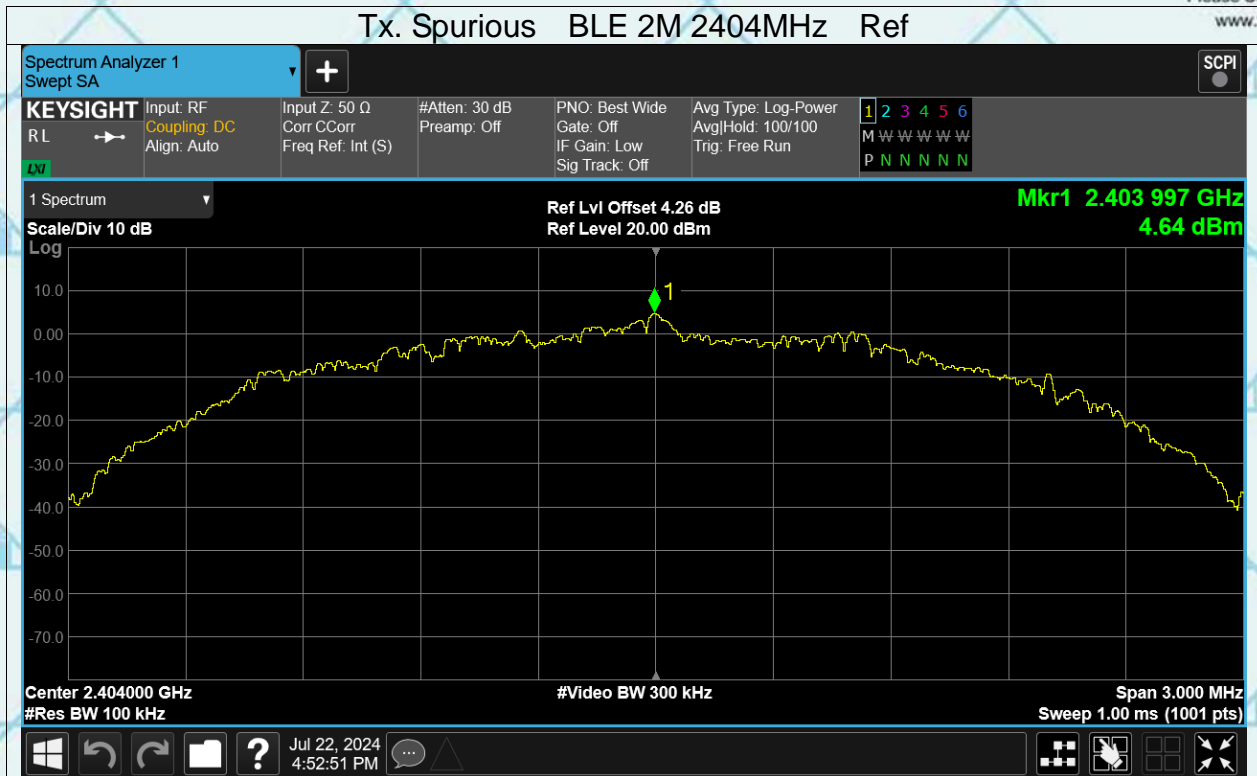 www.
Tx. Spurious BLE 2M 2404MHz Ref
Spectrum Analyzer 1
Swept SA
+
SCPI
KEYSIGHT
RL
LXI
Input: RF
Coupling: DC
Align: Auto
Input Z: 50 Ω
Corr CCorr
Freq Ref: Int (S)
#Atten: 30 dB
Preamp: Off
PNO: Best Wide
Gate: Off
IF Gain: Low
Sig Track: Off
Avg Type: Log-Power
Avg|Hold: 100/100
Trig: Free Run
1 2 3 4 5 6
M W W W W W
P N N N N N
1 Spectrum
Scale/Div 10 dB
Log
Ref Lvl Offset 4.26 dB
Ref Level 20.00 dBm
Mkr1 2.403 997 GHz
4.64 dBm
1
10.0
0.00
-10.0
-20.0
-30.0
-40.0
-50.0
-60.0
-70.0
Center 2.404000 GHz
#Res BW 100 kHz
#Video BW 300 kHz
Span 3.000 MHz
Sweep 1.00 ms (1001 pts)
?
Jul 22, 2024
4:52:51 PM